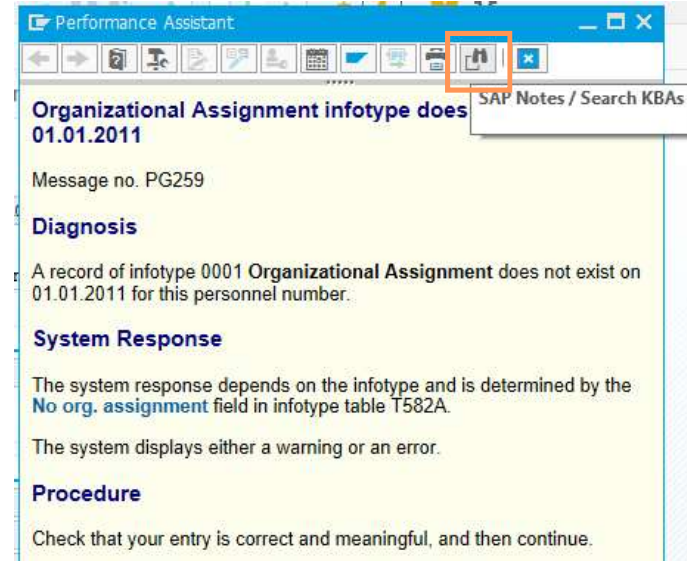 Performance Assistant
SAP Notes / Search KBAs
Organizational Assignment infotype does
01.01.2011
Message no. PG259
Diagnosis
A record of infotype 0001 Organizational Assignment does not exist on
01.01.2011 for this personnel number.
System Response
The system response depends on the infotype and is determined by the
No org. assignment field in infotype table T582A.
The system displays either a warning or an error.
Procedure
Check that your entry is correct and meaningful, and then continue.